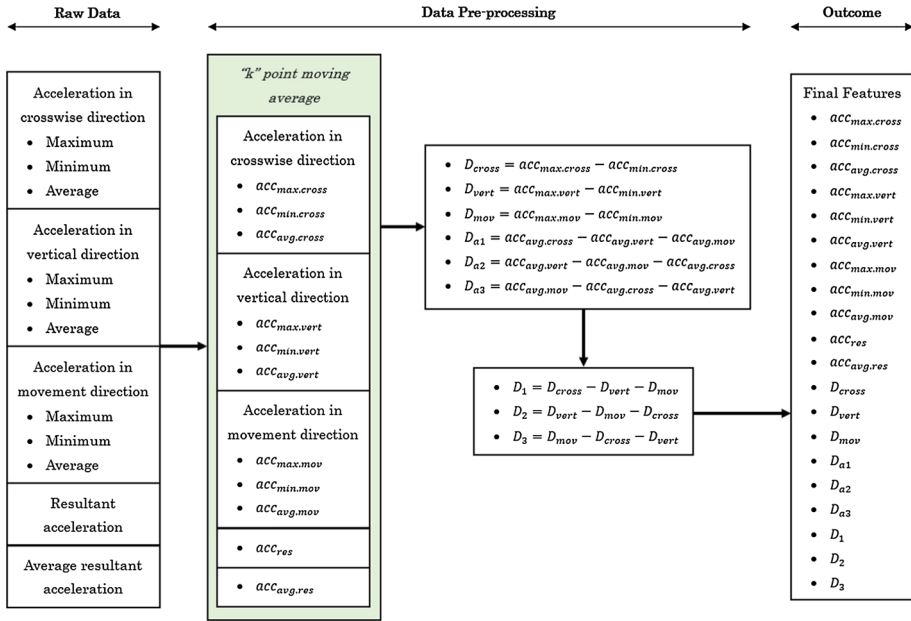 Raw Data
Data Pre-processing
Outcome
Acceleration in
crosswise direction
• Maximum
• Minimum
• Average
Acceleration in
vertical direction
• Maximum
• Minimum
• Average
Acceleration in
movement direction
• Maximum
• Minimum
• Average
Resultant
acceleration
Average resultant
acceleration
"k" point moving
average
Acceleration in
crosswise direction
• acc_max.cross
• acc_min.cross
• acc_avg.cross
Acceleration in
vertical direction
• acc_max.vert
• acc_min.vert
• acc_avg.vert
Acceleration in
movement direction
• acc_max.mov
• acc_min.mov
• acc_avg.mov
• acc_res
• acc_avg.res
• D_cross = acc_max.cross − acc_min.cross
• D_vert = acc_max.vert − acc_min.vert
• D_mov = acc_max.mov − acc_min.mov
• D_a1 = acc_avg.cross − acc_avg.vert − acc_avg.mov
• D_a2 = acc_avg.vert − acc_avg.mov − acc_avg.cross
• D_a3 = acc_avg.mov − acc_avg.cross − acc_avg.vert
• D_1 = D_cross − D_vert − D_mov
• D_2 = D_vert − D_mov − D_cross
• D_3 = D_mov − D_cross − D_vert
Final Features
• acc_max.cross
• acc_min.cross
• acc_avg.cross
• acc_max.vert
• acc_min.vert
• acc_avg.vert
• acc_max.mov
• acc_min.mov
• acc_avg.mov
• acc_res
• acc_avg.res
• D_cross
• D_vert
• D_mov
• D_a1
• D_a2
• D_a3
• D_1
• D_2
• D_3